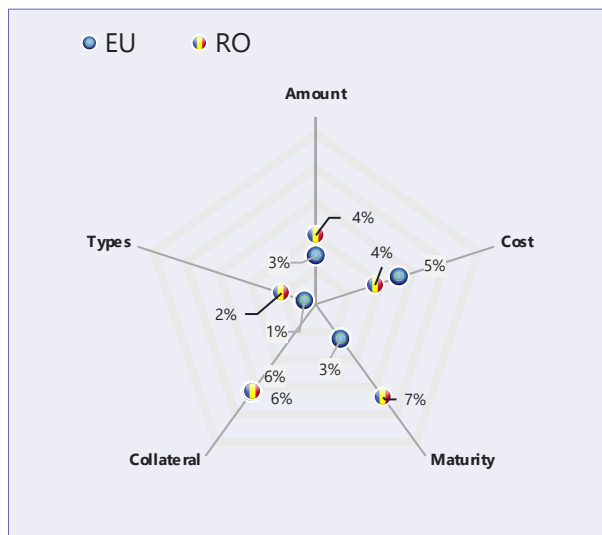 EU RO
Amount
4%
3%
Cost
4%
5%
Types
2%
1%
3%
6%
6%
7%
Collateral
Maturity